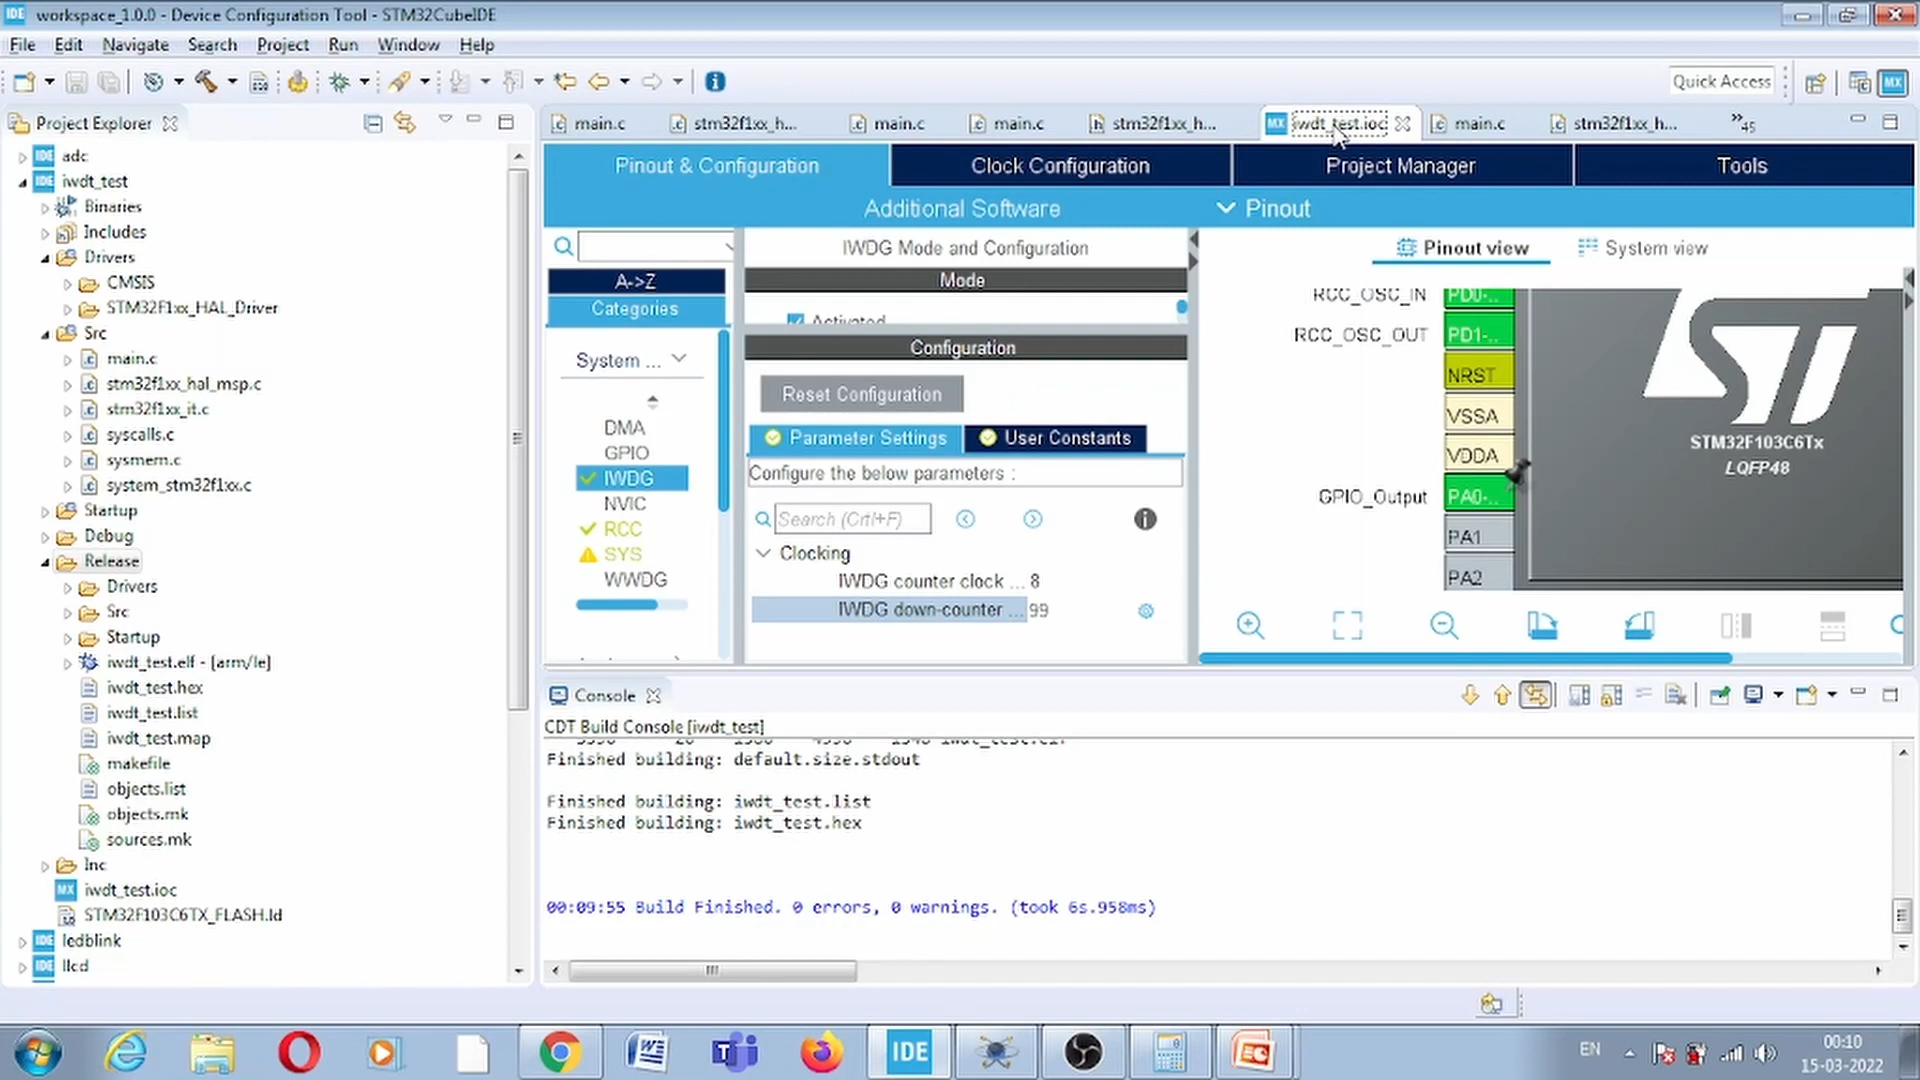 workspace_1.0.0 - Device Configuration Tool - STM32CubeIDE
File Edit Navigate Search Project Run Window Help
Quick Access
Project Explorer
adc
iwdt_test
Binaries
Includes
Drivers
CMSIS
STM32F1xx_HAL_Driver
Src
main.c
stm32f1xx_hal_msp.c
stm32f1xx_it.c
syscalls.c
sysmem.c
system_stm32f1xx.c
Startup
Debug
Release
Drivers
Src
Startup
iwdt_test.elf - [arm/le]
iwdt_test.hex
iwdt_test.list
iwdt_test.map
makefile
objects.list
objects.mk
sources.mk
Inc
iwdt_test.ioc
STM32F103C6TX_FLASH.ld
ledblink
llcd
main.c stm32f1xx_h... main.c main.c stm32f1xx_h... iwdt_test.ioc main.c stm32f1xx_h... »45
Pinout & Configuration Clock Configuration Project Manager Tools
Additional Software Pinout
A->Z
Categories
System ...
DMA
GPIO
IWDG
NVIC
RCC
SYS
WWDG
IWDG Mode and Configuration
Mode
Activated
Configuration
Reset Configuration
Parameter Settings User Constants
Configure the below parameters :
Search (Crtl+F)
Clocking
IWDG counter clock ... 8
IWDG down-counter ... 99
Pinout view System view
RCC_OSC_IN PD0-..
RCC_OSC_OUT PD1-..
NRST
VSSA
VDDA
GPIO_Output PA0-..
PA1
PA2
STM32F103C6Tx
LQFP48
Console
CDT Build Console [iwdt_test]
Finished building: default.size.stdout
Finished building: iwdt_test.list
Finished building: iwdt_test.hex
00:09:55 Build Finished. 0 errors, 0 warnings. (took 6s.958ms)
IDE
EN
00:10
15-03-2022